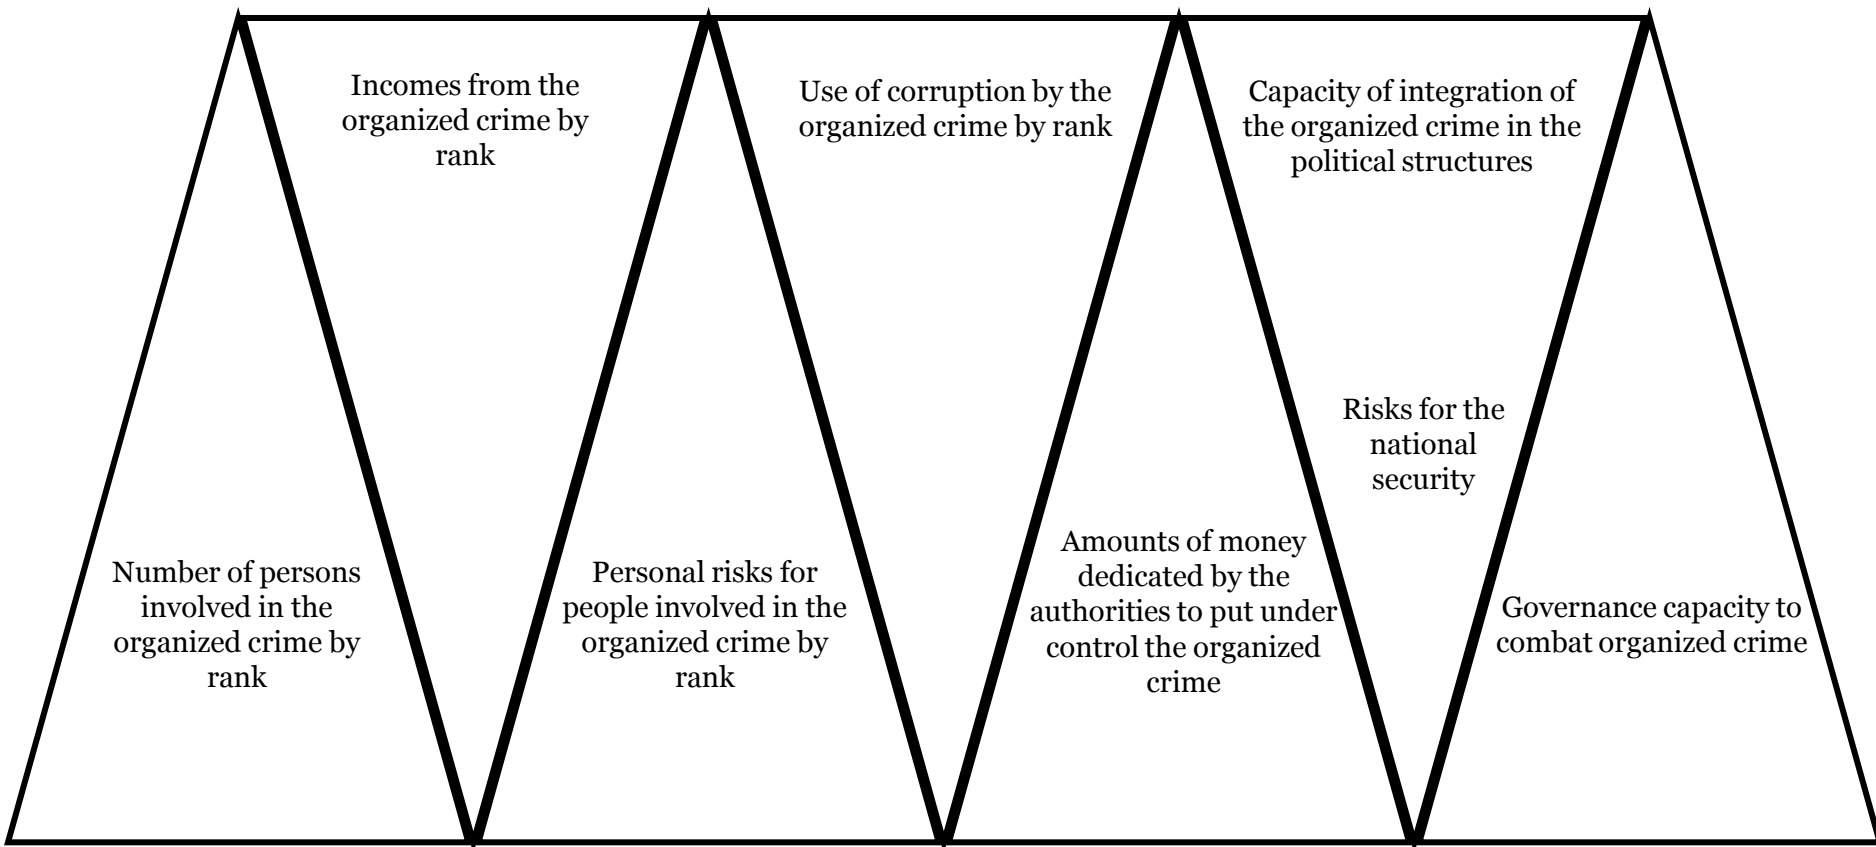 Incomes from the
organized crime by
rank
Use of corruption by the
organized crime by rank
Capacity of integration of
the organized crime in the
political structures
Risks for the
national
security
Number of persons
involved in the
organized crime by
rank
Personal risks for
people involved in the
organized crime by
rank
Amounts of money
dedicated by the
authorities to put under
control the organized
crime
Governance capacity to
combat organized crime